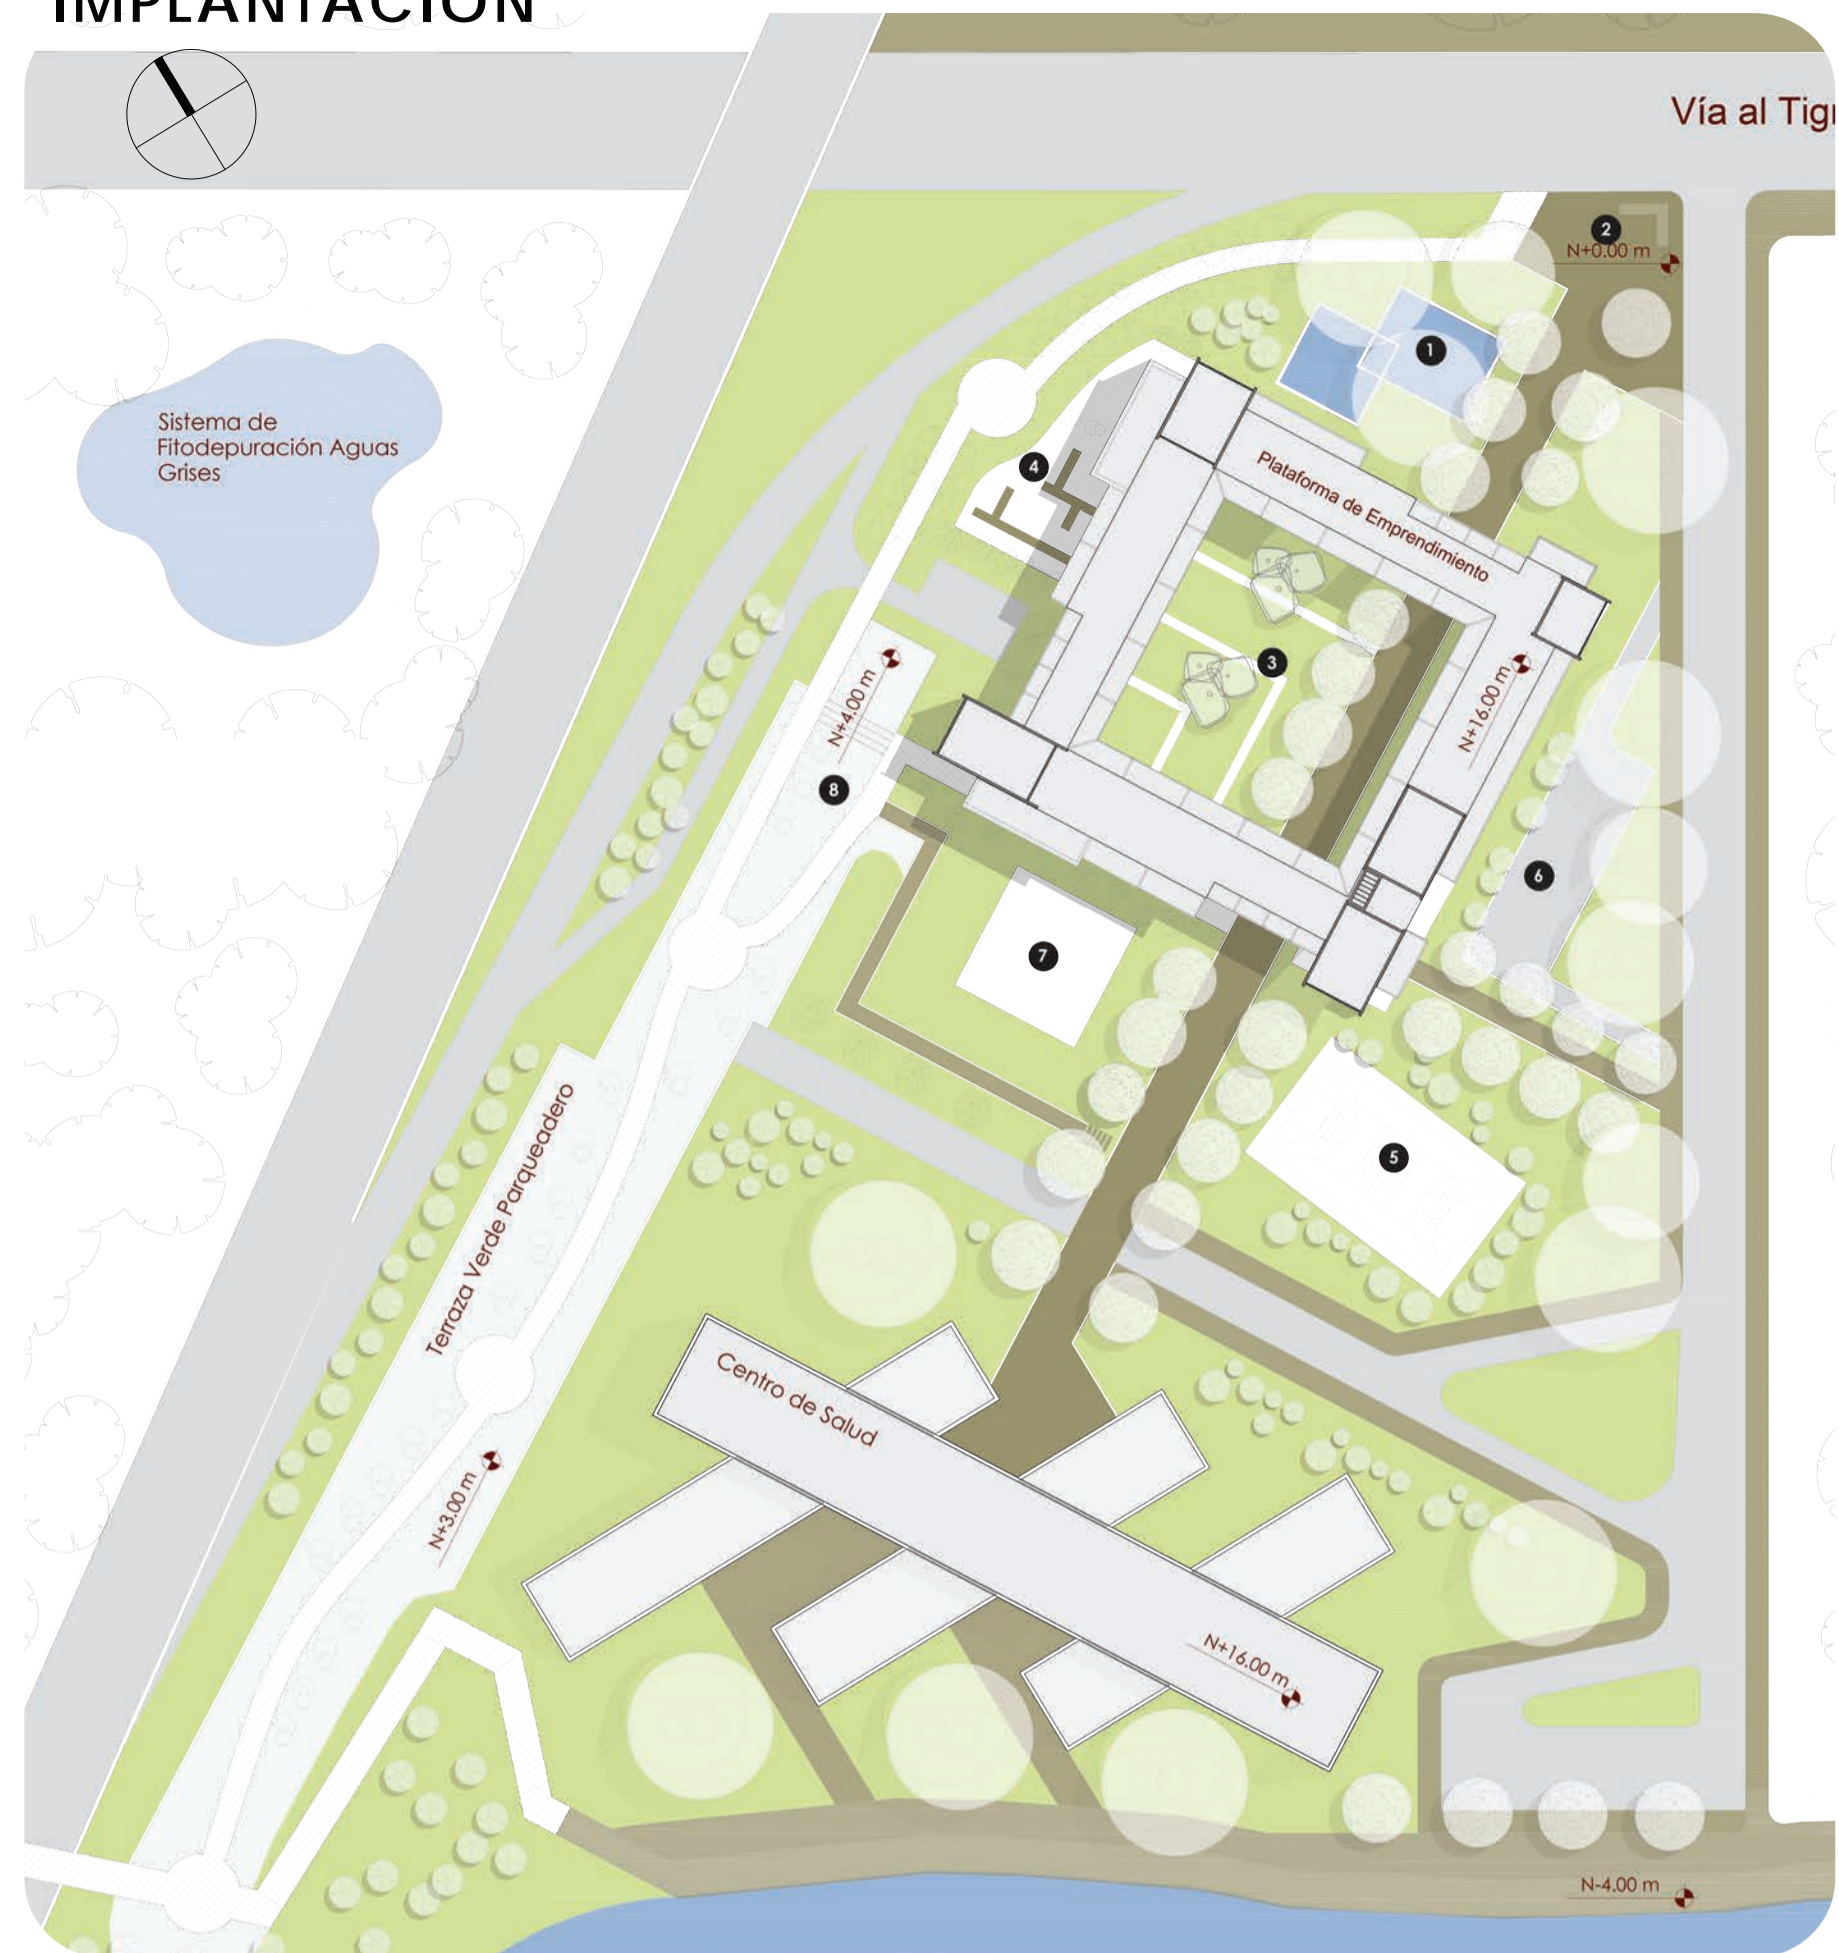 IMPLANTACIÓN
Vía al Tigr
2
N+0.00 m
1
Sistema de
Fitodepuración Aguas
Grises
4
Plataforma de Emprendimiento
3
N+4.00 m
N+16.00 m
8
6
7
Terraza Verde Parqueadero
5
Centro de Salud
N+3.00 m
N+16.00 m
N-4.00 m